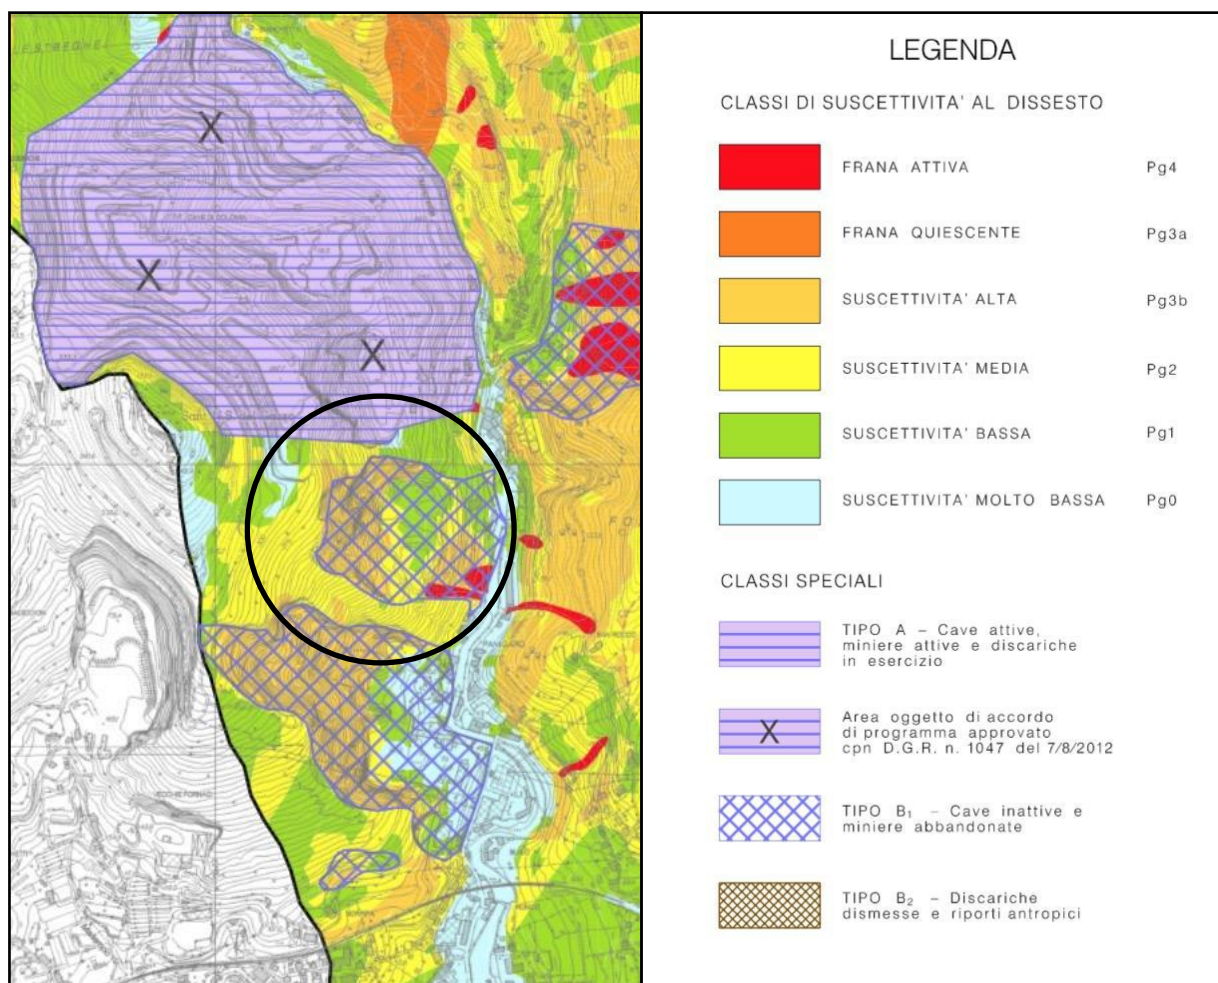 LEGENDA
CLASSI DI SUSCETTIVITA' AL DISSESTO
FRANA ATTIVA Pg4
FRANA QUIESCENTE Pg3a
SUSCETTIVITA' ALTA Pg3b
SUSCETTIVITA' MEDIA Pg2
SUSCETTIVITA' BASSA Pg1
SUSCETTIVITA' MOLTO BASSA Pg0
CLASSI SPECIALI
TIPO A – Cave attive,
miniere attive e discariche
in esercizio
X
Area oggetto di accordo
di programma approvato
cpn D.G.R. n. 1047 del 7/8/2012
TIPO B₁ – Cave inattive e
miniere abbandonate
TIPO B₂ – Discariche
dismesse e riporti antropici
X
X
X